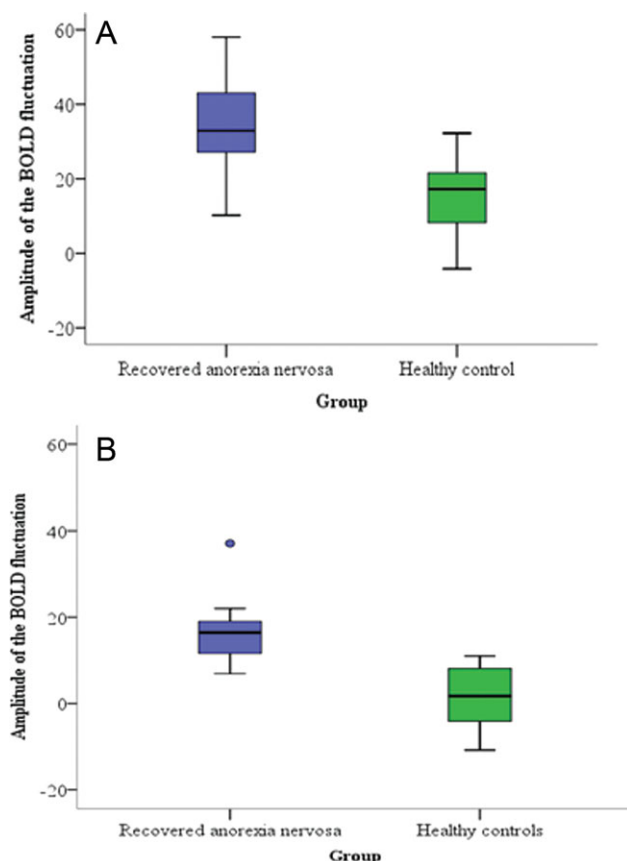 A
Amplitude of the BOLD fluctuation
60
40
20
0
-20
Recovered anorexia nervosa Healthy control
Group
B
Amplitude of the BOLD fluctuation
60
40
20
0
-20
Recovered anorexia nervosa Healthy controls
Group